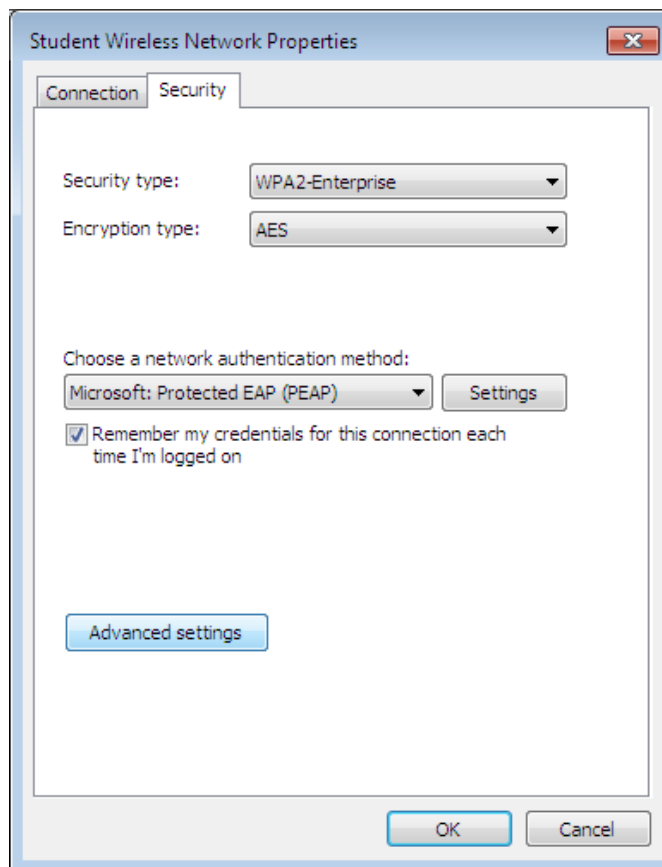 Student Wireless Network Properties
Connection Security
Security type: WPA2-Enterprise
Encryption type: AES
Choose a network authentication method:
Microsoft: Protected EAP (PEAP) Settings
Remember my credentials for this connection each
time I'm logged on
Advanced settings
OK Cancel